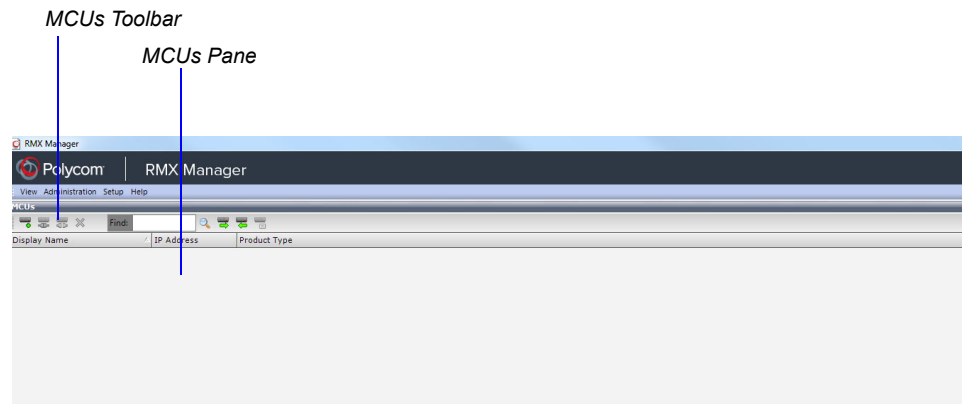 MCUs Toolbar
MCUs Pane
RMX Manager
Polycom RMX Manager
View Administration Setup Help
MCUs
Find:
Display Name IP Address Product Type